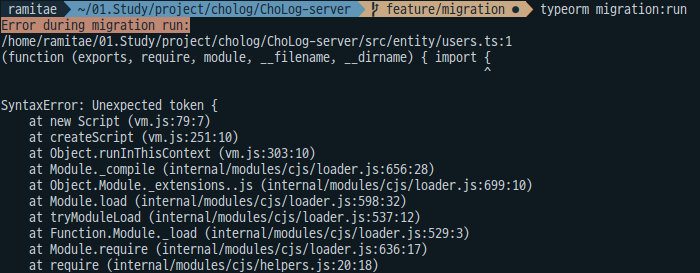 ramitae ~/01.Study/project/cholog/ChoLog-server feature/migration ● typeorm migration:run
Error during migration run:
/home/ramitae/01.Study/project/cholog/ChoLog-server/src/entity/users.ts:1
(function (exports, require, module, __filename, __dirname) { import {
^
SyntaxError: Unexpected token {
at new Script (vm.js:79:7)
at createScript (vm.js:251:10)
at Object.runInThisContext (vm.js:303:10)
at Module._compile (internal/modules/cjs/loader.js:656:28)
at Object.Module._extensions..js (internal/modules/cjs/loader.js:699:10)
at Module.load (internal/modules/cjs/loader.js:598:32)
at tryModuleLoad (internal/modules/cjs/loader.js:537:12)
at Function.Module._load (internal/modules/cjs/loader.js:529:3)
at Module.require (internal/modules/cjs/loader.js:636:17)
at require (internal/modules/cjs/helpers.js:20:18)